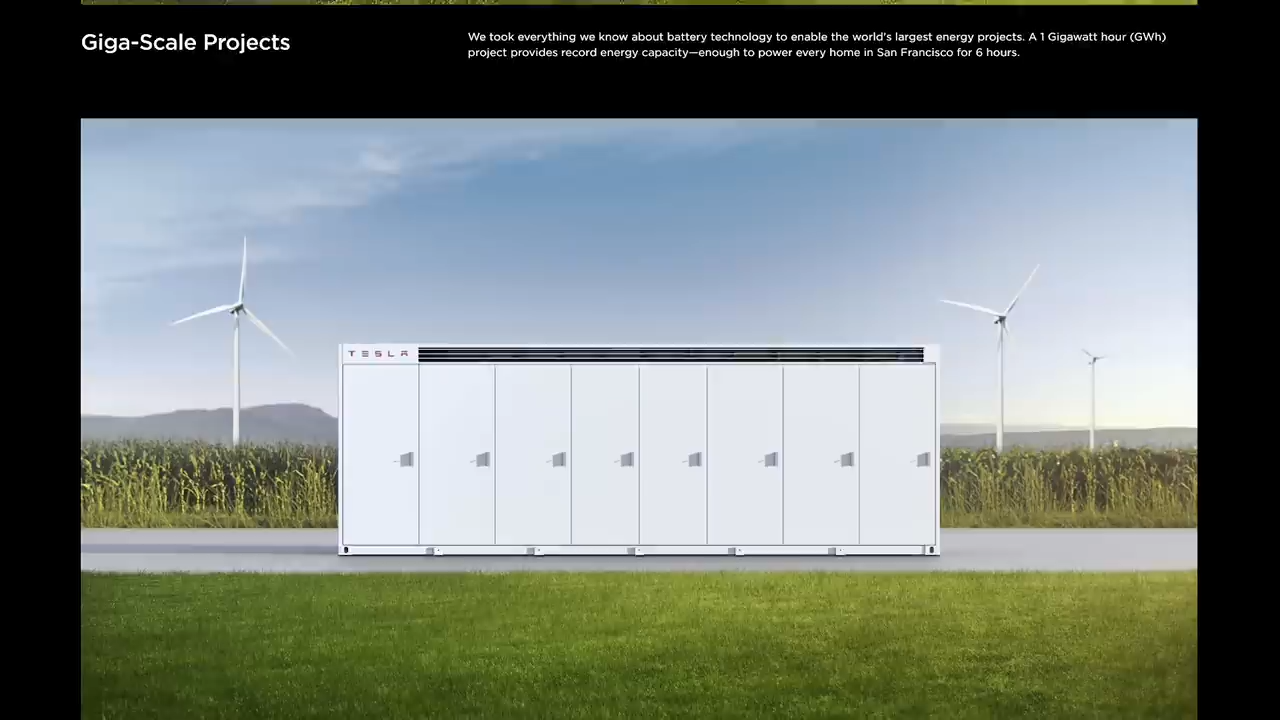 Giga-Scale Projects
We took everything we know about battery technology to enable the world's largest energy projects. A 1 Gigawatt hour (GWh)
project provides record energy capacity—enough to power every home in San Francisco for 6 hours.
TESLA